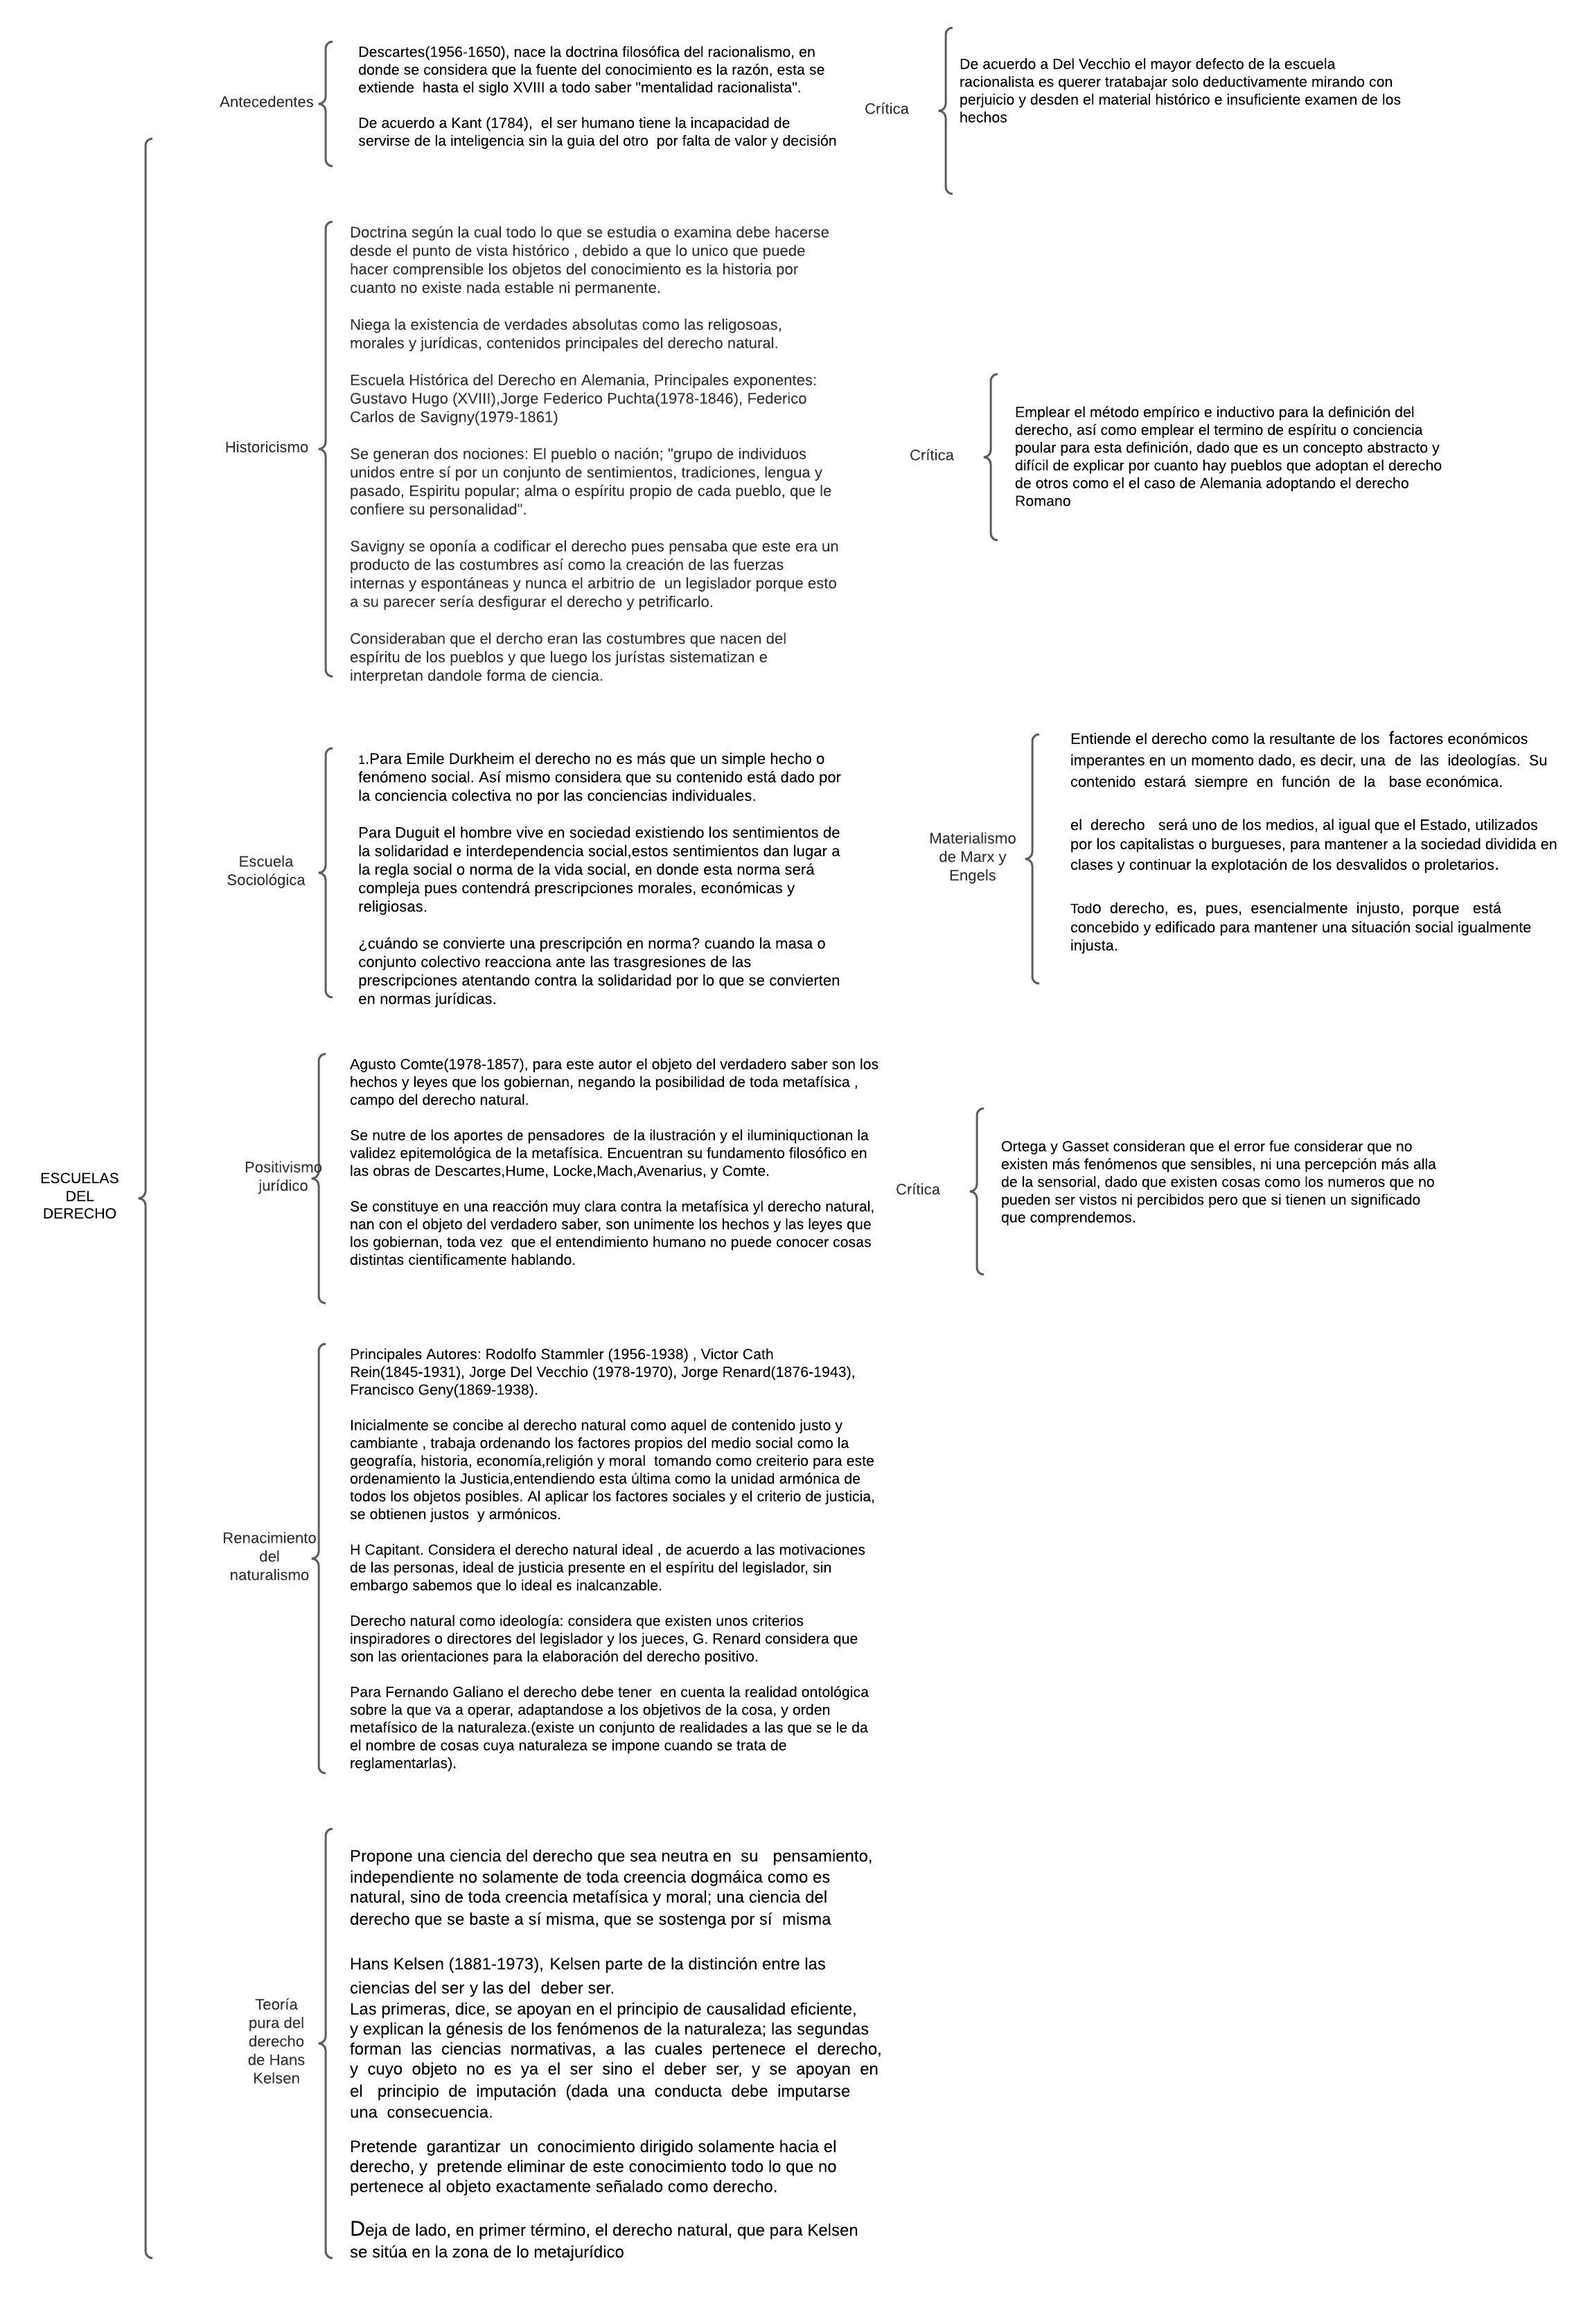 ESCUELAS
DEL
DERECHO
Antecedentes
Descartes(1956-1650), nace la doctrina filosófica del racionalismo, en
donde se considera que la fuente del conocimiento es la razón, esta se
extiende  hasta el siglo XVIII a todo saber "mentalidad racionalista".
De acuerdo a Kant (1784),  el ser humano tiene la incapacidad de
servirse de la inteligencia sin la guia del otro  por falta de valor y decisión
Crítica
De acuerdo a Del Vecchio el mayor defecto de la escuela
racionalista es querer tratabajar solo deductivamente mirando con
perjuicio y desden el material histórico e insuficiente examen de los
hechos
Historicismo
Doctrina según la cual todo lo que se estudia o examina debe hacerse
desde el punto de vista histórico , debido a que lo unico que puede
hacer comprensible los objetos del conocimiento es la historia por
cuanto no existe nada estable ni permanente.
Niega la existencia de verdades absolutas como las religosoas,
morales y jurídicas, contenidos principales del derecho natural.
Escuela Histórica del Derecho en Alemania, Principales exponentes:
Gustavo Hugo (XVIII),Jorge Federico Puchta(1978-1846), Federico
Carlos de Savigny(1979-1861)
Se generan dos nociones: El pueblo o nación; "grupo de individuos
unidos entre sí por un conjunto de sentimientos, tradiciones, lengua y
pasado, Espiritu popular; alma o espíritu propio de cada pueblo, que le
confiere su personalidad".
Savigny se oponía a codificar el derecho pues pensaba que este era un
producto de las costumbres así como la creación de las fuerzas
internas y espontáneas y nunca el arbitrio de  un legislador porque esto
a su parecer sería desfigurar el derecho y petrificarlo.
Consideraban que el dercho eran las costumbres que nacen del
espíritu de los pueblos y que luego los jurístas sistematizan e
interpretan dandole forma de ciencia.
Crítica
Emplear el método empírico e inductivo para la definición del
derecho, así como emplear el termino de espíritu o conciencia
poular para esta definición, dado que es un concepto abstracto y
difícil de explicar por cuanto hay pueblos que adoptan el derecho
de otros como el el caso de Alemania adoptando el derecho
Romano
Escuela
Sociológica
1.Para Emile Durkheim el derecho no es más que un simple hecho o
fenómeno social. Así mismo considera que su contenido está dado por
la conciencia colectiva no por las conciencias individuales.
Para Duguit el hombre vive en sociedad existiendo los sentimientos de
la solidaridad e interdependencia social,estos sentimientos dan lugar a
la regla social o norma de la vida social, en donde esta norma será
compleja pues contendrá prescripciones morales, económicas y
religiosas.
¿cuándo se convierte una prescripción en norma? cuando la masa o
conjunto colectivo reacciona ante las trasgresiones de las
prescripciones atentando contra la solidaridad por lo que se convierten
en normas jurídicas.
Materialismo
de Marx y
Engels
Entiende el derecho como la resultante de los  factores económicos
imperantes en un momento dado, es decir, una  de  las  ideologías.  Su
contenido  estará  siempre  en  función  de  la   base económica.
el  derecho   será uno de los medios, al igual que el Estado, utilizados
por los capitalistas o burgueses, para mantener a la sociedad dividida en
clases y continuar la explotación de los desvalidos o proletarios.
Todo  derecho,  es,  pues,  esencialmente  injusto,  porque   está
concebido y edificado para mantener una situación social igualmente
injusta.
Positivismo
jurídico
Agusto Comte(1978-1857), para este autor el objeto del verdadero saber son los
hechos y leyes que los gobiernan, negando la posibilidad de toda metafísica ,
campo del derecho natural.
Se nutre de los aportes de pensadores  de la ilustración y el iluminiquctionan la
validez epistemológica de la metafísica. Encuentran su fundamento filosófico en
las obras de Descartes,Hume, Locke,Mach,Avenarius, y Comte.
Se constituye en una reacción muy clara contra la metafísica yl derecho natural,
nan con el objeto del verdadero saber, son unimente los hechos y las leyes que
los gobiernan, toda vez  que el entendimiento humano no puede conocer cosas
distintas cientificamente hablando.
Crítica
Ortega y Gasset consideran que el error fue considerar que no
existen más fenómenos que sensibles, ni una percepción más alla
de la sensorial, dado que existen cosas como los numeros que no
pueden ser vistos ni percibidos pero que si tienen un significado
que comprendemos.
Renacimiento
del
naturalismo
Principales Autores: Rodolfo Stammler (1956-1938) , Victor Cath
Rein(1845-1931), Jorge Del Vecchio (1978-1970), Jorge Renard(1876-1943),
Francisco Geny(1869-1938).
Inicialmente se concibe al derecho natural como aquel de contenido justo y
cambiante , trabaja ordenando los factores propios del medio social como la
geografía, historia, economía,religión y moral  tomando como creiterio para este
ordenamiento la Justicia,entendiendo esta última como la unidad armónica de
todos los objetos posibles. Al aplicar los factores sociales y el criterio de justicia,
se obtienen justos  y armónicos.
H Capitant. Considera el derecho natural ideal , de acuerdo a las motivaciones
de las personas, ideal de justicia presente en el espíritu del legislador, sin
embargo sabemos que lo ideal es inalcanzable.
Derecho natural como ideología: considera que existen unos criterios
inspiradores o directores del legislador y los jueces, G. Renard considera que
son las orientaciones para la elaboración del derecho positivo.
Para Fernando Galiano el derecho debe tener  en cuenta la realidad ontológica
sobre la que va a operar, adaptandose a los objetivos de la cosa, y orden
metafísico de la naturaleza.(existe un conjunto de realidades a las que se le da
el nombre de cosas cuya naturaleza se impone cuando se trata de
reglamentarlas).
Teoría
pura del
derecho
de Hans
Kelsen
Propone una ciencia del derecho que sea neutra en  su   pensamiento,
independiente no solamente de toda creencia dogmáica como es
natural, sino de toda creencia metafísica y moral; una ciencia del
derecho que se baste a sí misma, que se sostenga por sí  misma
Hans Kelsen (1881-1973), Kelsen parte de la distinción entre las
ciencias del ser y las del  deber ser.
Las primeras, dice, se apoyan en el principio de causalidad eficiente,
y explican la génesis de los fenómenos de la naturaleza; las segundas
forman  las  ciencias  normativas,  a  las  cuales  pertenece  el  derecho,
y  cuyo  objeto  no  es  ya  el  ser  sino  el  deber  ser,  y  se  apoyan  en
el   principio  de  imputación  (dada  una  conducta  debe  imputarse
una  consecuencia.
Pretende  garantizar  un  conocimiento dirigido solamente hacia el
derecho, y  pretende eliminar de este conocimiento todo lo que no
pertenece al objeto exactamente señalado como derecho.
Deja de lado, en primer término, el derecho natural, que para Kelsen
se sitúa en la zona de lo metajurídico